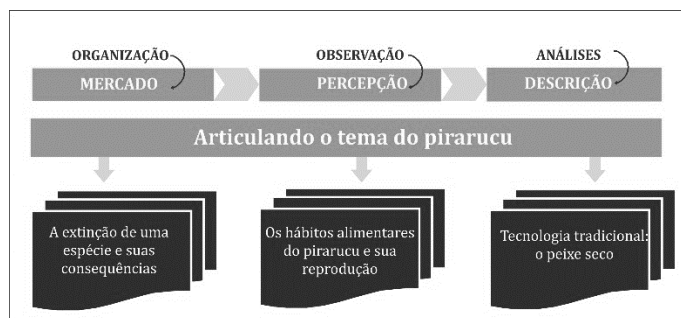 ORGANIZAÇÃO
OBSERVAÇÃO
ANÁLISES
MERCADO
PERCEPÇÃO
DESCRIÇÃO
Articulando o tema do pirarucu
A extinção de uma
espécie e suas
consequências
Os hábitos alimentares
do pirarucu e sua
reprodução
Tecnologia tradicional:
o peixe seco